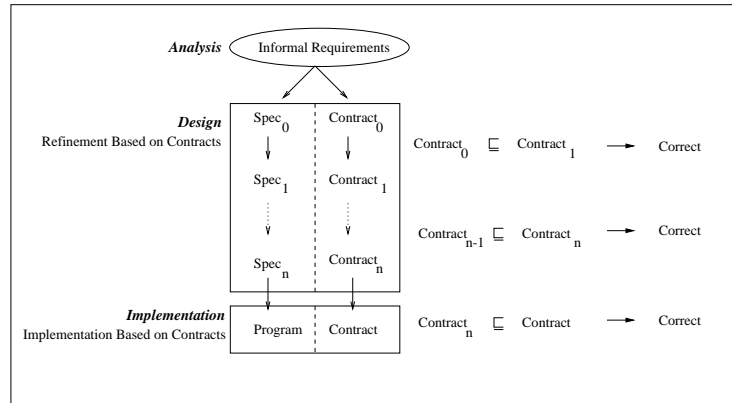 Analysis
Informal Requirements
Design
Refinement Based on Contracts
Spec0 Contract0
Contract0 ⊑ Contract1 Correct
Spec1 Contract1
Contractn-1 ⊑ Contractn Correct
Specn Contractn
Implementation
Implementation Based on Contracts
Program Contract
Contractn ⊑ Contract Correct